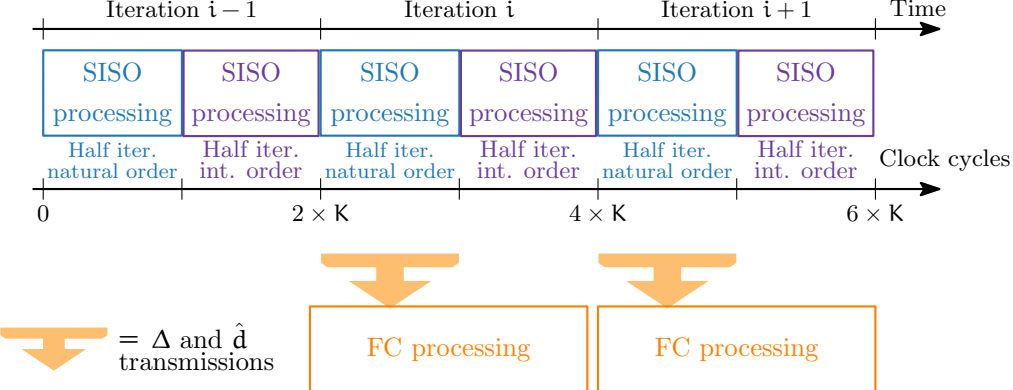 Iteration i − 1 Iteration i Iteration i + 1 Time
SISO SISO SISO SISO SISO SISO
processing processing processing processing processing processing
Half iter. Half iter. Half iter. Half iter. Half iter. Half iter.
natural order int. order natural order int. order natural order int. order
Clock cycles
0 2 × K 4 × K 6 × K
FC processing FC processing
= Δ and d̂
transmissions